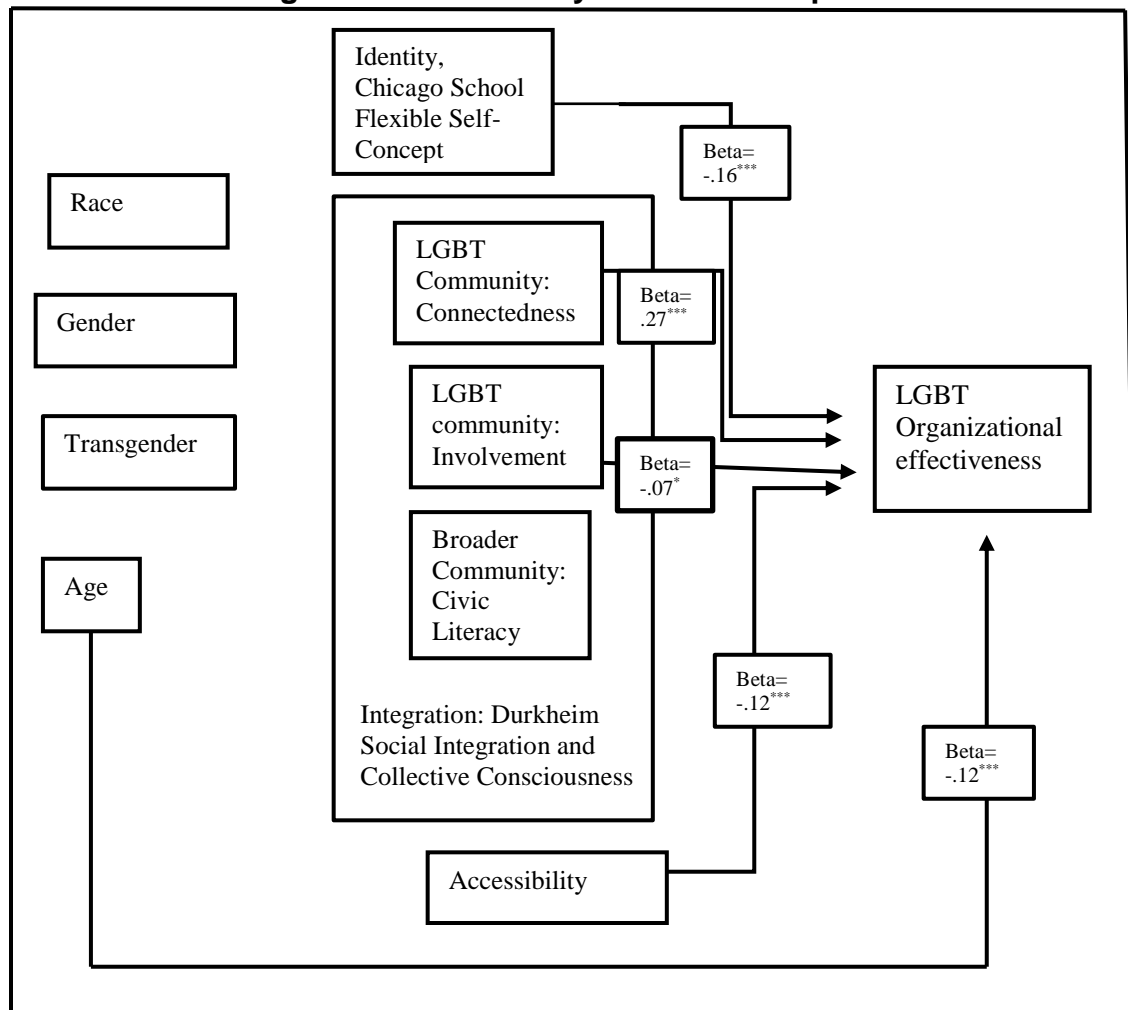 Identity,
Chicago School
Flexible Self-
Concept
Beta=
-.16***
Race
LGBT
Community:
Connectedness
Beta=
.27***
Gender
LGBT
Organizational
effectiveness
LGBT
community:
Involvement
Transgender
Beta=
-.07*
Broader
Community:
Civic
Literacy
Age
Beta=
-.12***
Integration: Durkheim
Social Integration and
Collective Consciousness
Beta=
-.12***
Accessibility